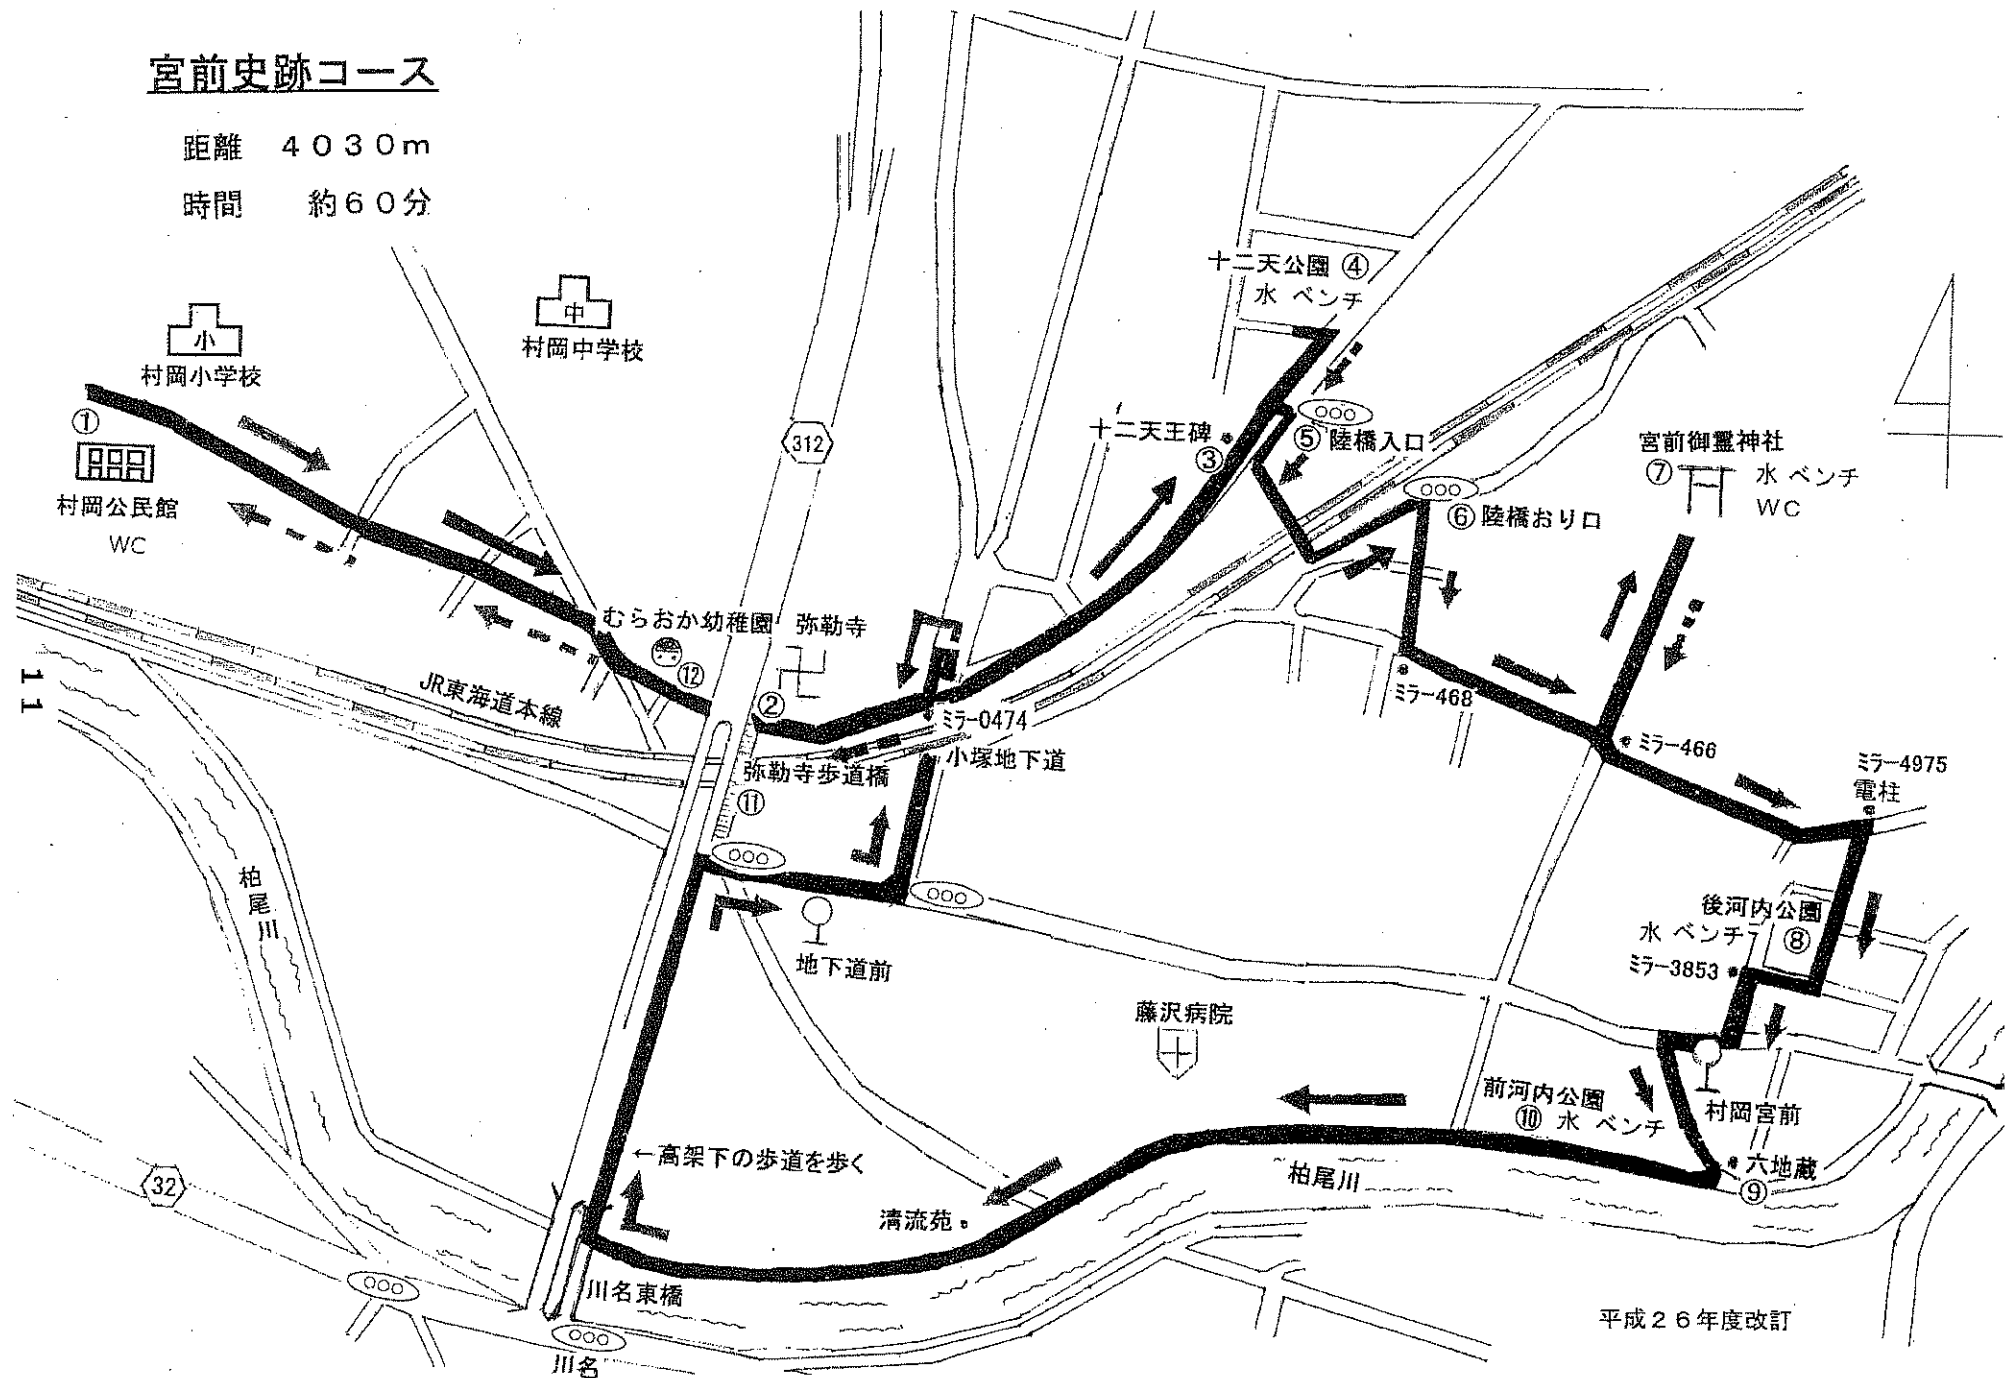 宮前史跡コース
距離 4030m
時間 約60分
小
村岡小学校
中
村岡中学校
①
村岡公民館
WC
312
十二天公園 ④
水 ベンチ
十二天王碑
③
⑤ 陸橋入口
⑥ 陸橋おり口
宮前御霊神社
⑦ 水 ベンチ
WC
むらおか幼稚園
⑫
弥勒寺
②
JR東海道本線
ミラー0474
小塚地下道
弥勒寺歩道橋
⑪
ミラー468
ミラー466
ミラー4975
電柱
後河内公園
水 ベンチ ⑧
ミラー3853
地下道前
藤沢病院
前河内公園
⑩ 水 ベンチ
村岡宮前
六地蔵
⑨
柏尾川
柏尾川
←高架下の歩道を歩く
清流苑
32
川名東橋
川名
平成26年度改訂
11